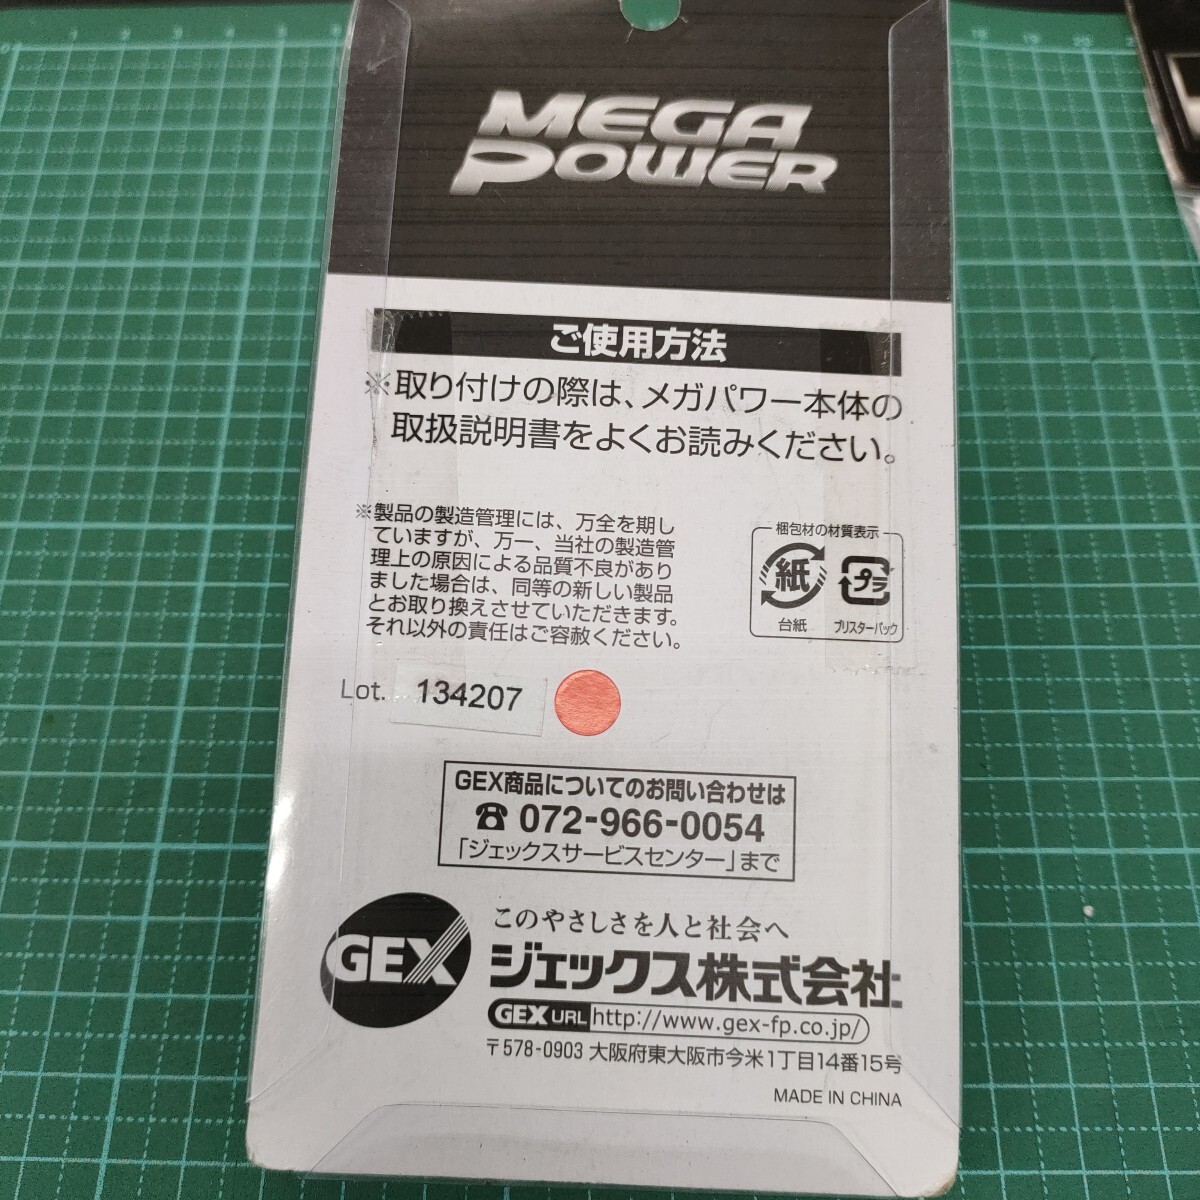 MEGA
POWER
ご使用方法
※取り付けの際は、メガパワー本体の
取扱説明書をよくお読みください。
※製品の製造管理には、万全を期し
ていますが、万一、当社の製造管
理上の原因による品質不良があり
ました場合は、同等の新しい製品
とお取り換えさせていただきます。
それ以外の責任はご容赦ください。
梱包材の材質表示
紙 プラ
台紙 ブリスターパック
Lot. 134207
GEX商品についてのお問い合わせは
☎ 072-966-0054
「ジェックスサービスセンター」まで
GEX
このやさしさを人と社会へ
ジェックス株式会社
GEX URL http://www.gex-fp.co.jp/
〒578-0903 大阪府東大阪市今米1丁目14番15号
MADE IN CHINA